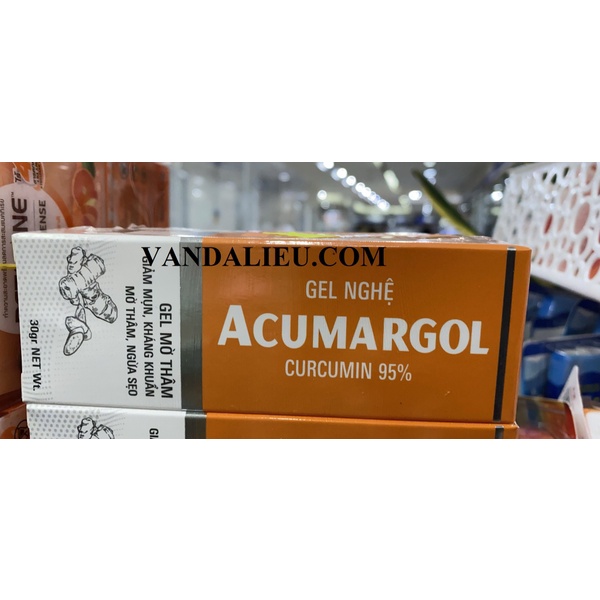 VANDALIEU.COM
GEL NGHỆ
ACUMARGOL
CURCUMIN 95%
GEL MỜ THÂM
GIẢM MỤN, KHÁNG KHUẨN
MỜ THÂM, NGỪA SẸO
30gr NET Wt.